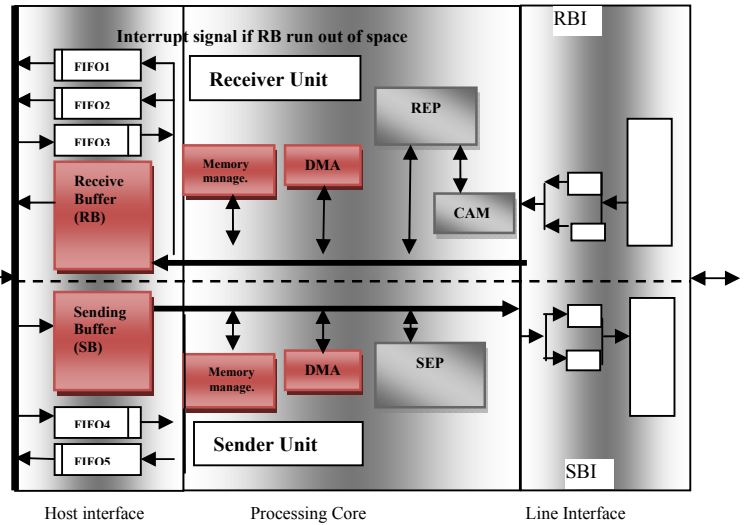 Interrupt signal if RB run out of space
RBI
FIFO1
Receiver Unit
FIFO2
REP
FIFO3
Memory
manage.
DMA
Receive
Buffer
(RB)
CAM
Sending
Buffer
(SB)
Memory
manage.
DMA
SEP
FIFO4
Sender Unit
FIFO5
SBI
Host interface
Processing Core
Line Interface